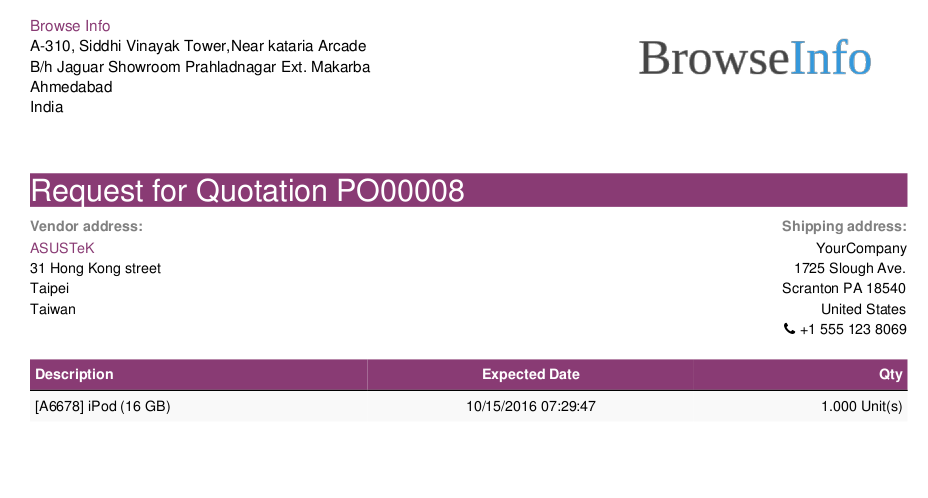 Browse Info
A-310, Siddhi Vinayak Tower,Near kataria Arcade
B/h Jaguar Showroom Prahladnagar Ext. Makarba
Ahmedabad
India
BrowseInfo
Request for Quotation PO00008
Vendor address:
ASUSTeK
31 Hong Kong street
Taipei
Taiwan
Shipping address:
YourCompany
1725 Slough Ave.
Scranton PA 18540
United States
+1 555 123 8069
Description Expected Date Qty
[A6678] iPod (16 GB) 10/15/2016 07:29:47 1.000 Unit(s)